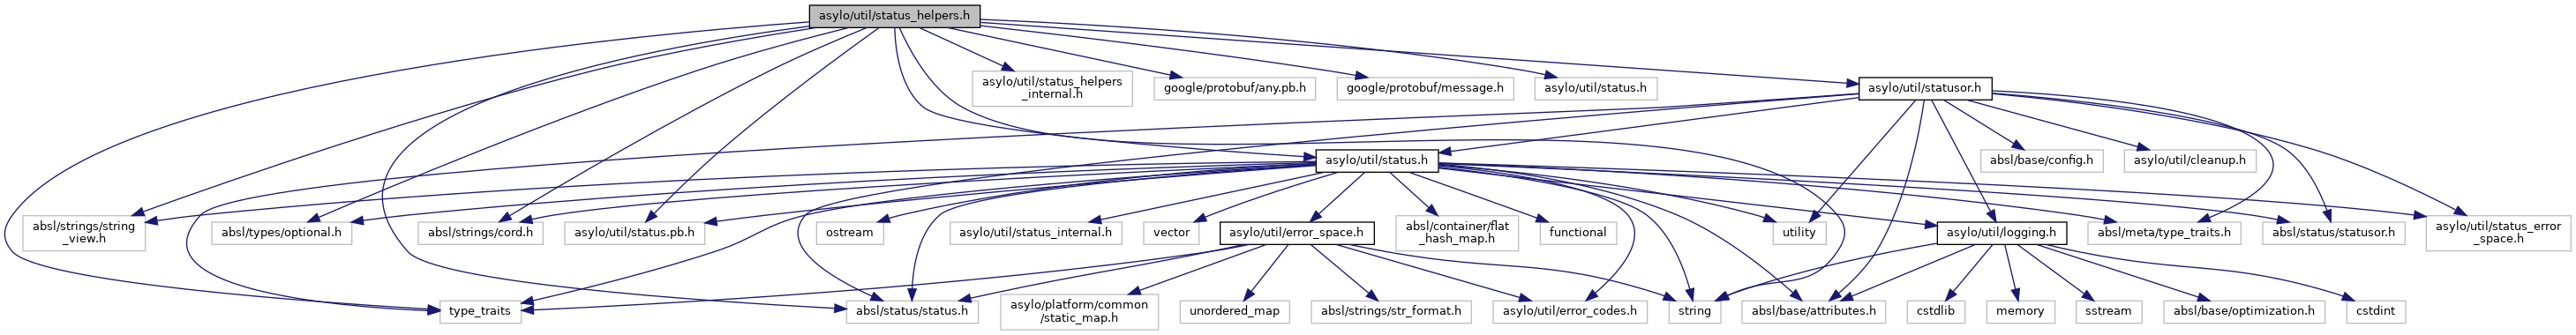 asylo/util/status_helpers.h
asylo/util/status_helpers
_internal.h
google/protobuf/any.pb.h
google/protobuf/message.h
asylo/util/status.h
asylo/util/statusor.h
asylo/util/status.h
absl/base/config.h
asylo/util/cleanup.h
absl/strings/string
_view.h
absl/types/optional.h
absl/strings/cord.h
asylo/util/status.pb.h
ostream
asylo/util/status_internal.h
vector
asylo/util/error_space.h
absl/container/flat
_hash_map.h
functional
utility
asylo/util/logging.h
absl/meta/type_traits.h
absl/status/statusor.h
asylo/util/status_error
_space.h
type_traits
absl/status/status.h
asylo/platform/common
/static_map.h
unordered_map
absl/strings/str_format.h
asylo/util/error_codes.h
string
absl/base/attributes.h
cstdlib
memory
sstream
absl/base/optimization.h
cstdint